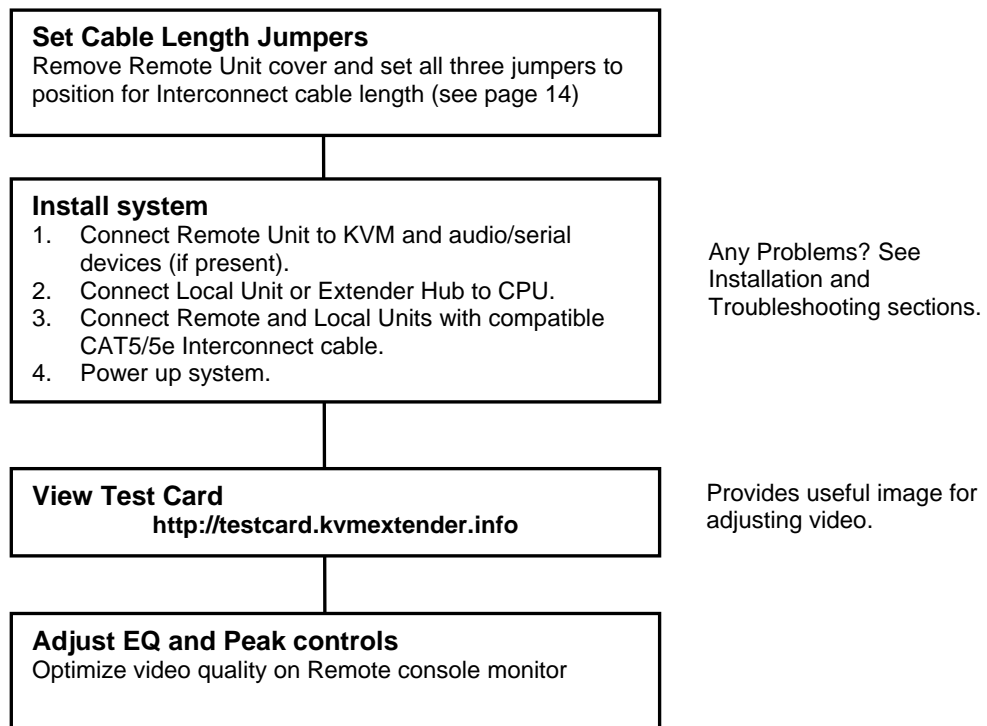 Set Cable Length Jumpers
Remove Remote Unit cover and set all three jumpers to
position for Interconnect cable length (see page 14)
Install system
1. Connect Remote Unit to KVM and audio/serial
devices (if present).
2. Connect Local Unit or Extender Hub to CPU.
3. Connect Remote and Local Units with compatible
CAT5/5e Interconnect cable.
4. Power up system.
Any Problems? See
Installation and
Troubleshooting sections.
View Test Card
http://testcard.kvmextender.info
Provides useful image for
adjusting video.
Adjust EQ and Peak controls
Optimize video quality on Remote console monitor